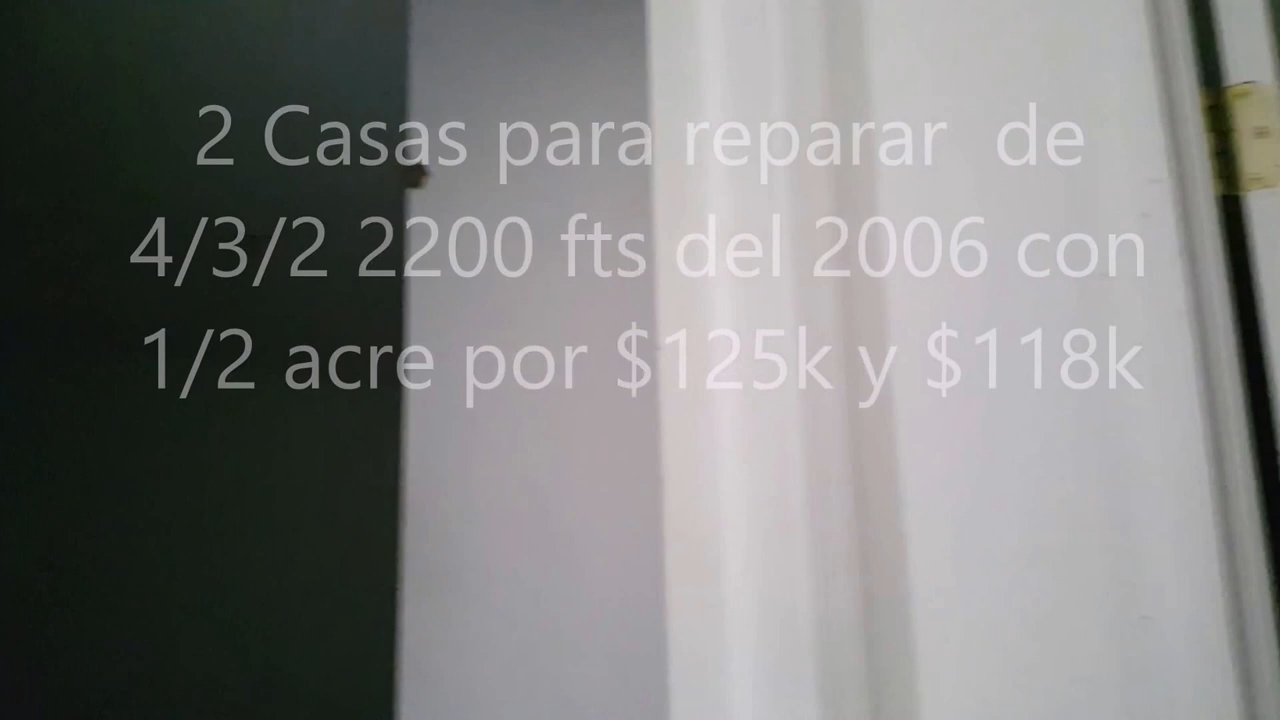 2 Casas para reparar de
4/3/2 2200 fts del 2006 con
1/2 acre por $125k y $118k